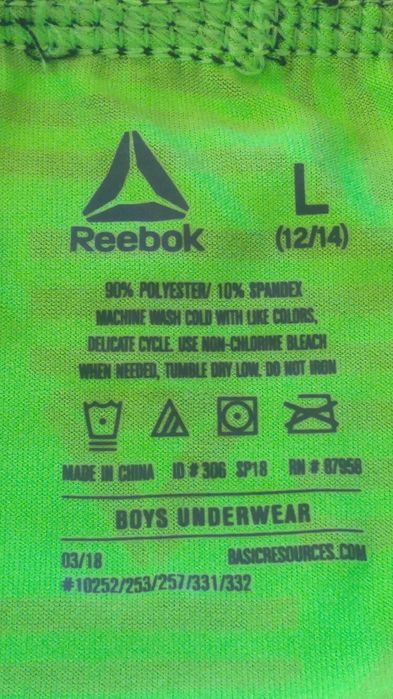 Reebok
L
(12/14)
90% POLYESTER/ 10% SPANDEX
MACHINE WASH COLD WITH LIKE COLORS,
DELICATE CYCLE. USE NON-CHLORINE BLEACH
WHEN NEEDED, TUMBLE DRY LOW. DO NOT IRON
MADE IN CHINA ID # 306 SP18 RN # 87958
BOYS UNDERWEAR
03/18 BASICRESOURCES.COM
#10252/253/257/331/332